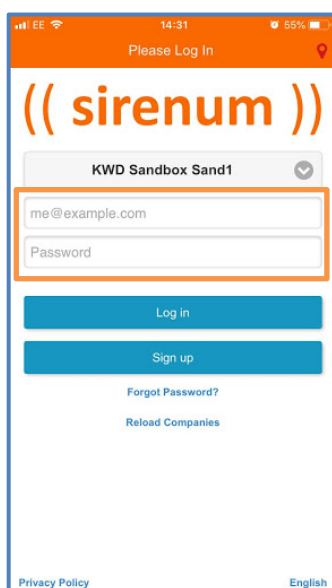 EE 14:31 55%
Please Log In
(( sirenum ))
KWD Sandbox Sand1
me@example.com
Password
Log in
Sign up
Forgot Password?
Reload Companies
Privacy Policy English